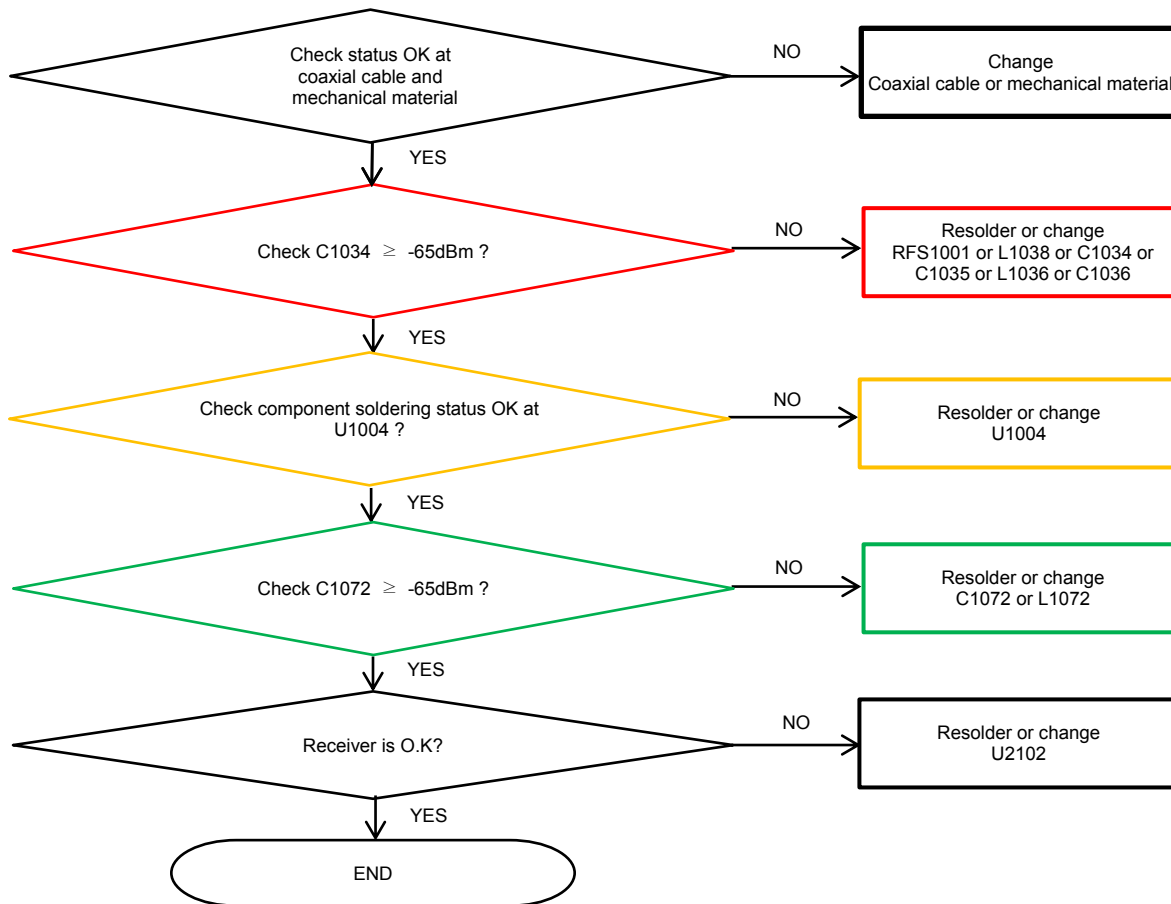 Check status OK at
coaxial cable and
mechanical material
NO
Change
Coaxial cable or mechanical material
YES
Check C1034 ≥ -65dBm ?
NO
Resolder or change
RFS1001 or L1038 or C1034 or
C1035 or L1036 or C1036
YES
Check component soldering status OK at
U1004 ?
NO
Resolder or change
U1004
YES
Check C1072 ≥ -65dBm ?
NO
Resolder or change
C1072 or L1072
YES
Receiver is O.K?
NO
Resolder or change
U2102
YES
END